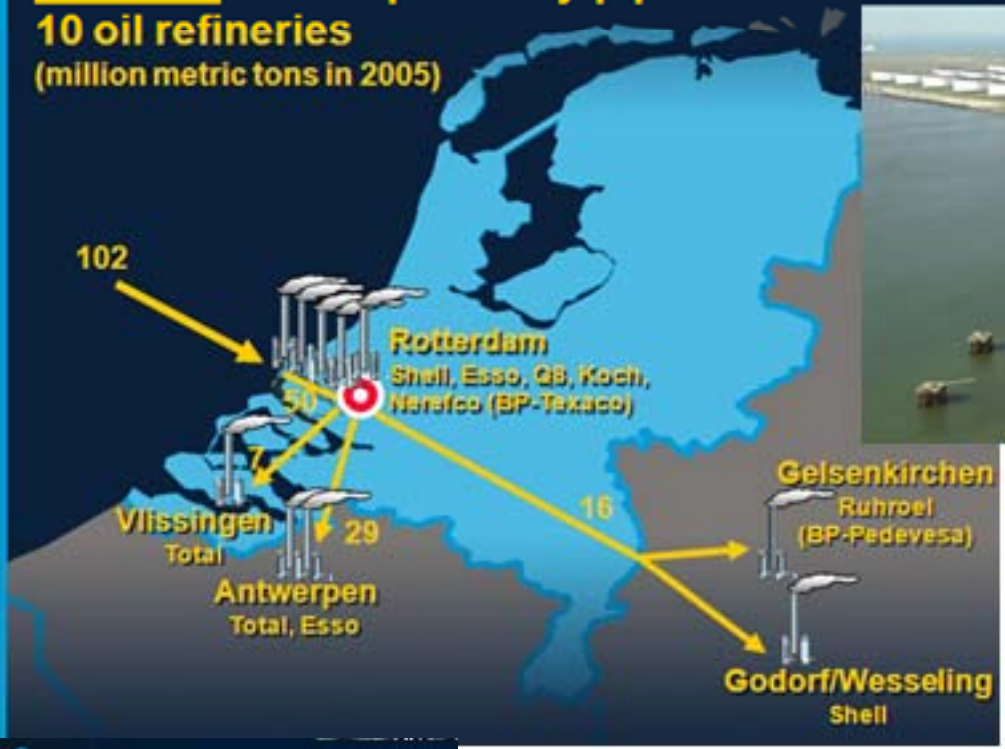 10 oil refineries
(million metric tons in 2005)
102
Rotterdam
Shell, Esso, Q8, Koch,
Nerefco (BP-Texaco)
50
7
Gelsenkirchen
Ruhroel
(BP-Pedevesa)
16
Vlissingen
Total
29
Antwerpen
Total, Esso
Godorf/Wesseling
Shell